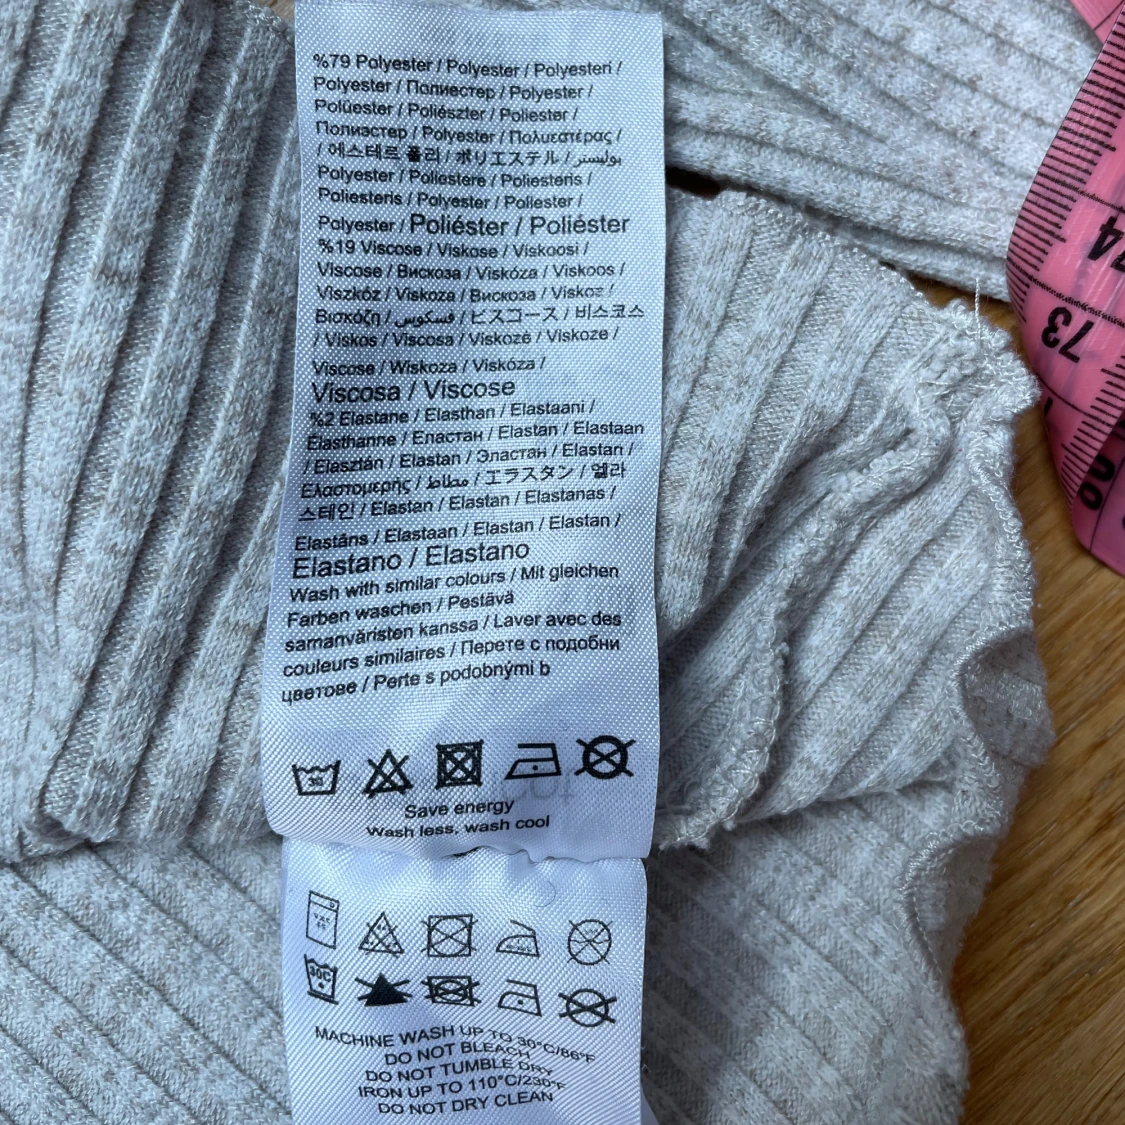 %79 Polyester / Polyester / Polyesteri /
Polyester / Полиестер / Polyester /
Polüester / Poliészter / Poliester /
Полиэстер / Polyester / Πολυεστέρας /
/ 에스테르 폴리 / ポリエステル / بوليستر
Polyester / Poliestere / Poliesteris /
Poliesteris / Polyester / Poliester /
Polyester / Poliéster / Poliéster
%19 Viscose / Viskose / Viskoosi /
Viscose / Вискоза / Viskóza / Viskoos /
Viszkóz / Viskoza / Вискоза / Viskoz /
Βισκόζη / فسكوس / ビスコース / 비스코스
/ Viskos / Viscosa / Viskozė / Viskoze /
Viscose / Wiskoza / Viskóza /
Viscosa / Viscose
%2 Elastane / Elasthan / Elastaani /
Elasthanne / Еластан / Elastan / Elastaan
/ Elasztán / Elastan / Эластан / Elastan /
Ελαστομερής / مطاط / エラスタン / 엘라
스테인 / Elastan / Elastan / Elastanas /
Elastāns / Elastaan / Elastan / Elastan /
Elastano / Elastano
Wash with similar colours / Mit gleichen
Farben waschen / Pestävä
samanväristen kanssa / Laver avec des
couleurs similaires / Перете с подобни
цветове / Perte s podobnými b
30
Save energy
Wash less, wash cool
30C
MACHINE WASH UP TO 30°C/86°F
DO NOT BLEACH
DO NOT TUMBLE DRY
IRON UP TO 110°C/230°F
DO NOT DRY CLEAN
74
73